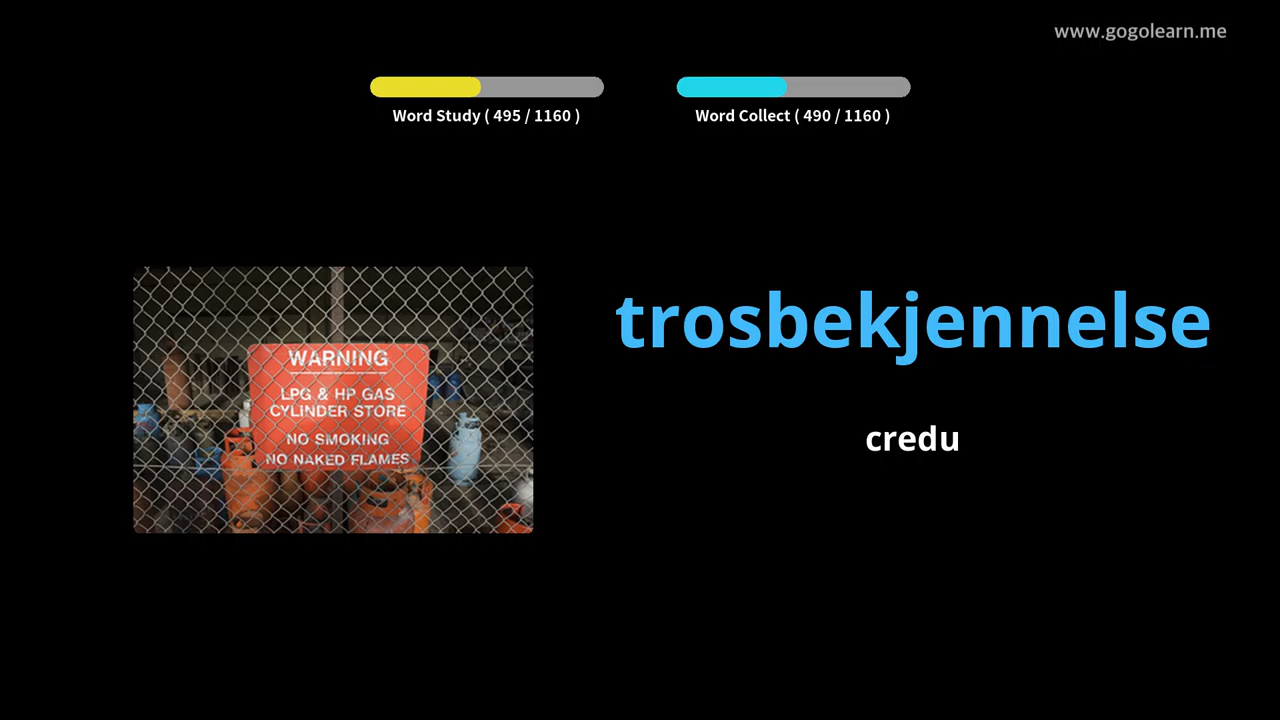 www.gogolearn.me
Word Study ( 495 / 1160 )
Word Collect ( 490 / 1160 )
trosbekjennelse
credu
WARNING
LPG & HP GAS
CYLINDER STORE
NO SMOKING
NO NAKED FLAMES